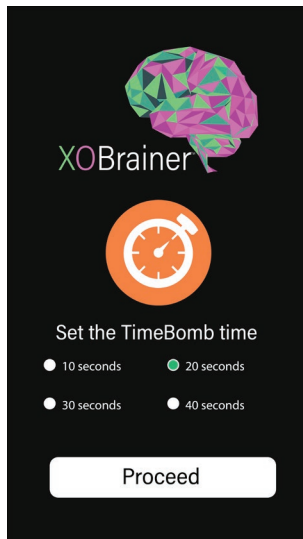 XOBrainer
Set the TimeBomb time
10 seconds
20 seconds
30 seconds
40 seconds
Proceed